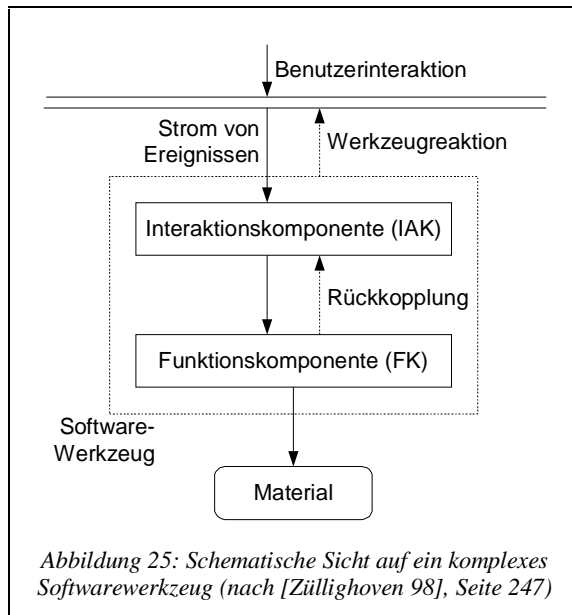 Benutzerinteraktion
Strom von
Ereignissen
Werkzeugreaktion
Interaktionskomponente (IAK)
Rückkopplung
Funktionskomponente (FK)
Software-
Werkzeug
Material
Abbildung 25: Schematische Sicht auf ein komplexes
Softwarewerkzeug (nach [Züllighoven 98], Seite 247)